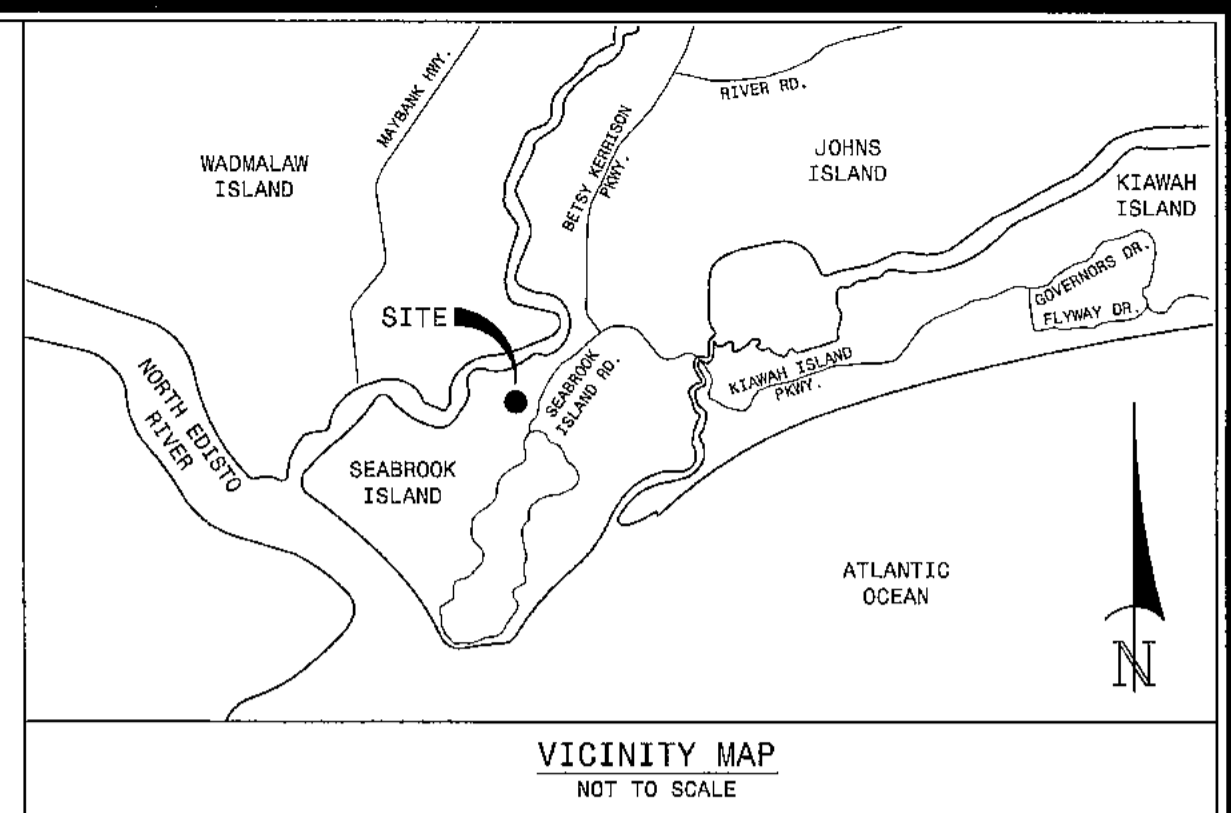 MAYBANK HWY.
RIVER RD.
BETSY KERRISON
PKWY.
WADMALAW
ISLAND
JOHNS
ISLAND
KIAWAH
ISLAND
GOVERNORS DR.
FLYWAY DR.
SITE
SEABROOK
ISLAND RD.
KIAWAH ISLAND
PKWY.
NORTH EDISTO
RIVER
SEABROOK
ISLAND
ATLANTIC
OCEAN
N
VICINITY MAP
NOT TO SCALE